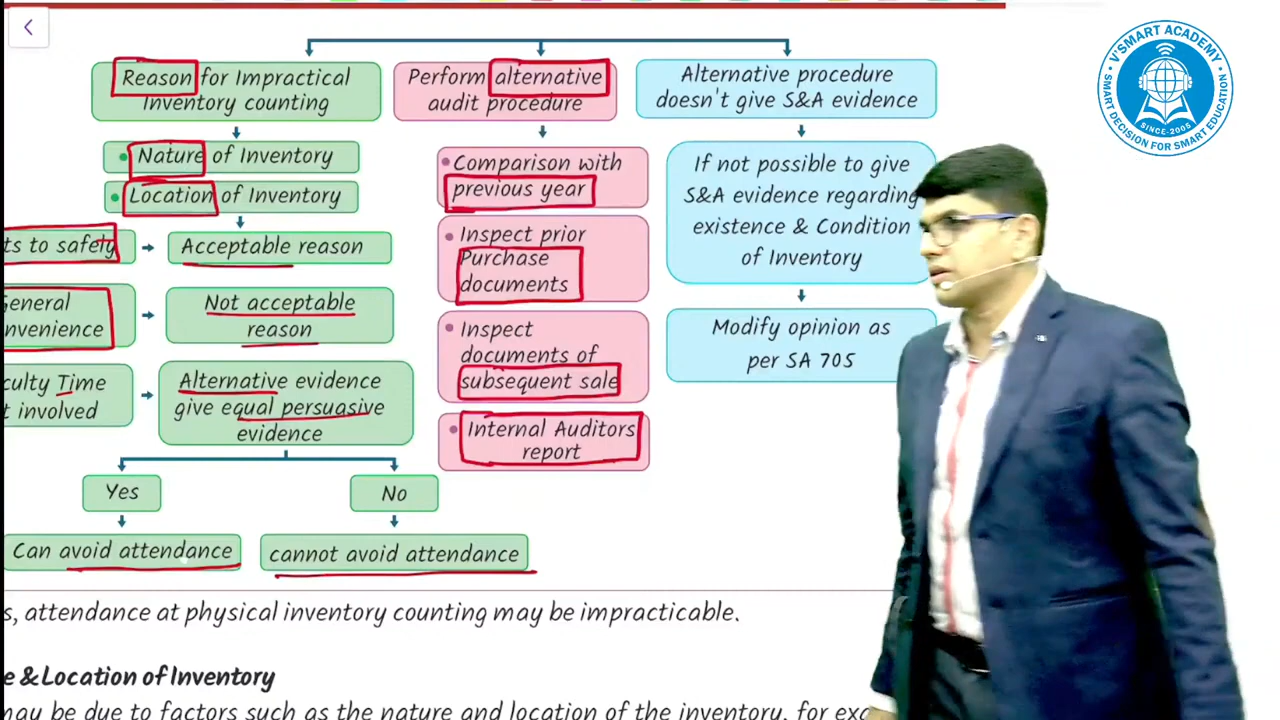 Reason for Impractical
Inventory counting
Nature of Inventory
Location of Inventory
ts to safely
Acceptable reason
General
nvenience
Not acceptable
reason
culty Time
t involved
Alternative evidence
give equal persuasive
evidence
Yes
No
Can avoid attendance
cannot avoid attendance
Perform alternative
audit procedure
Comparison with
previous year
Inspect prior
Purchase
documents
Inspect
documents of
subsequent sale
Internal Auditors
report
Alternative procedure
doesn't give S&A evidence
If not possible to give
S&A evidence regarding
existence & Condition
of Inventory
Modify opinion as
per SA 705
V'SMART ACADEMY
SMART DECISION FOR SMART EDUCATION
SINCE-2005
s, attendance at physical inventory counting may be impracticable.
e & Location of Inventory
may be due to factors such as the nature and location of the inventory, for exa